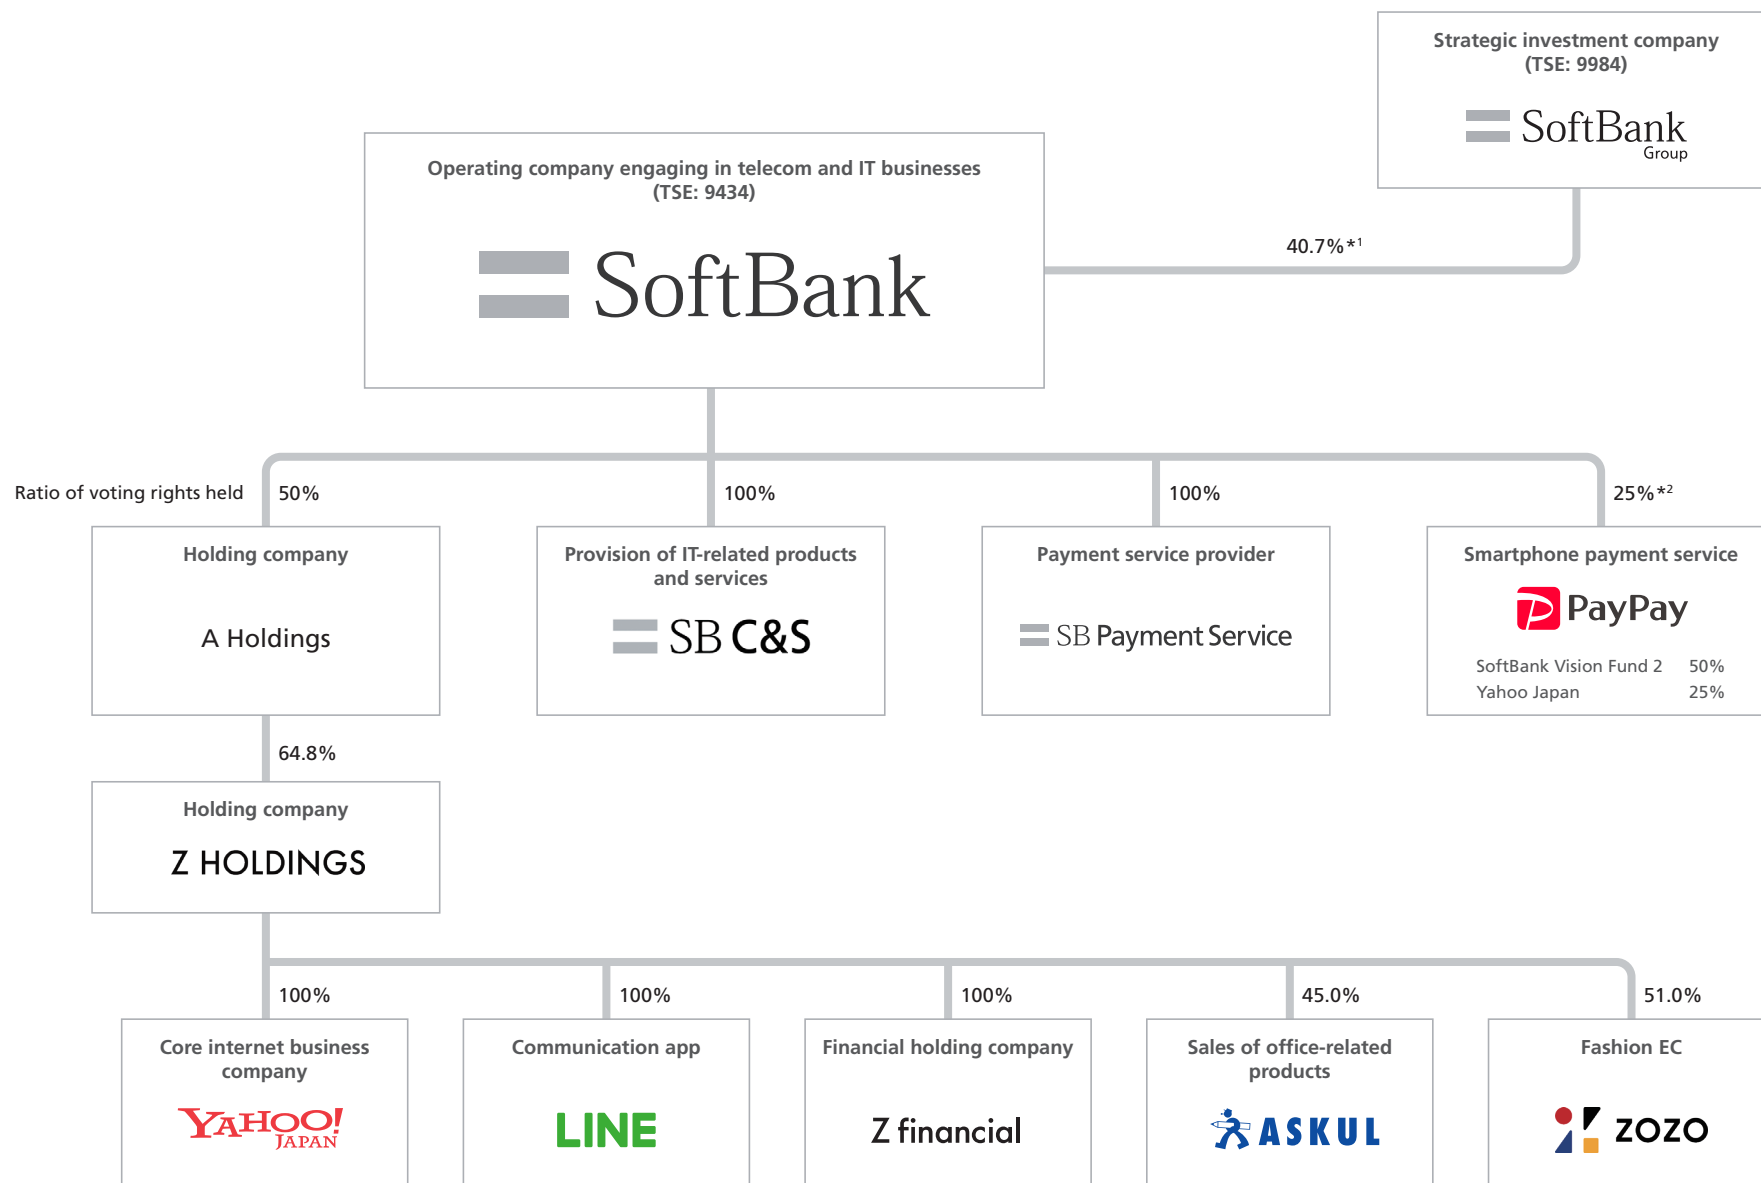 Strategic investment company
(TSE: 9984)
SoftBank
Group
Operating company engaging in telecom and IT businesses
(TSE: 9434)
SoftBank
40.7%*1
Ratio of voting rights held
50%
100%
100%
25%*2
Holding company
A Holdings
Provision of IT-related products
and services
SB C&S
Payment service provider
SB Payment Service
Smartphone payment service
PayPay
SoftBank Vision Fund 2 50%
Yahoo Japan 25%
64.8%
Holding company
Z HOLDINGS
100%
100%
100%
45.0%
51.0%
Core internet business
company
YAHOO!
JAPAN
Communication app
LINE
Financial holding company
Z financial
Sales of office-related
products
ASKUL
Fashion EC
ZOZO